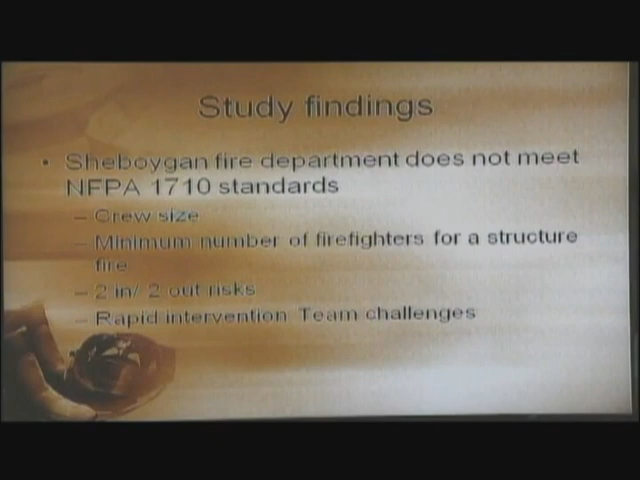 Study findings
• Sheboygan fire department does not meet
NFPA 1710 standards
– Crew size
– Minimum number of firefighters for a structure
fire
– 2 in/ 2 out risks
– Rapid intervention Team challenges